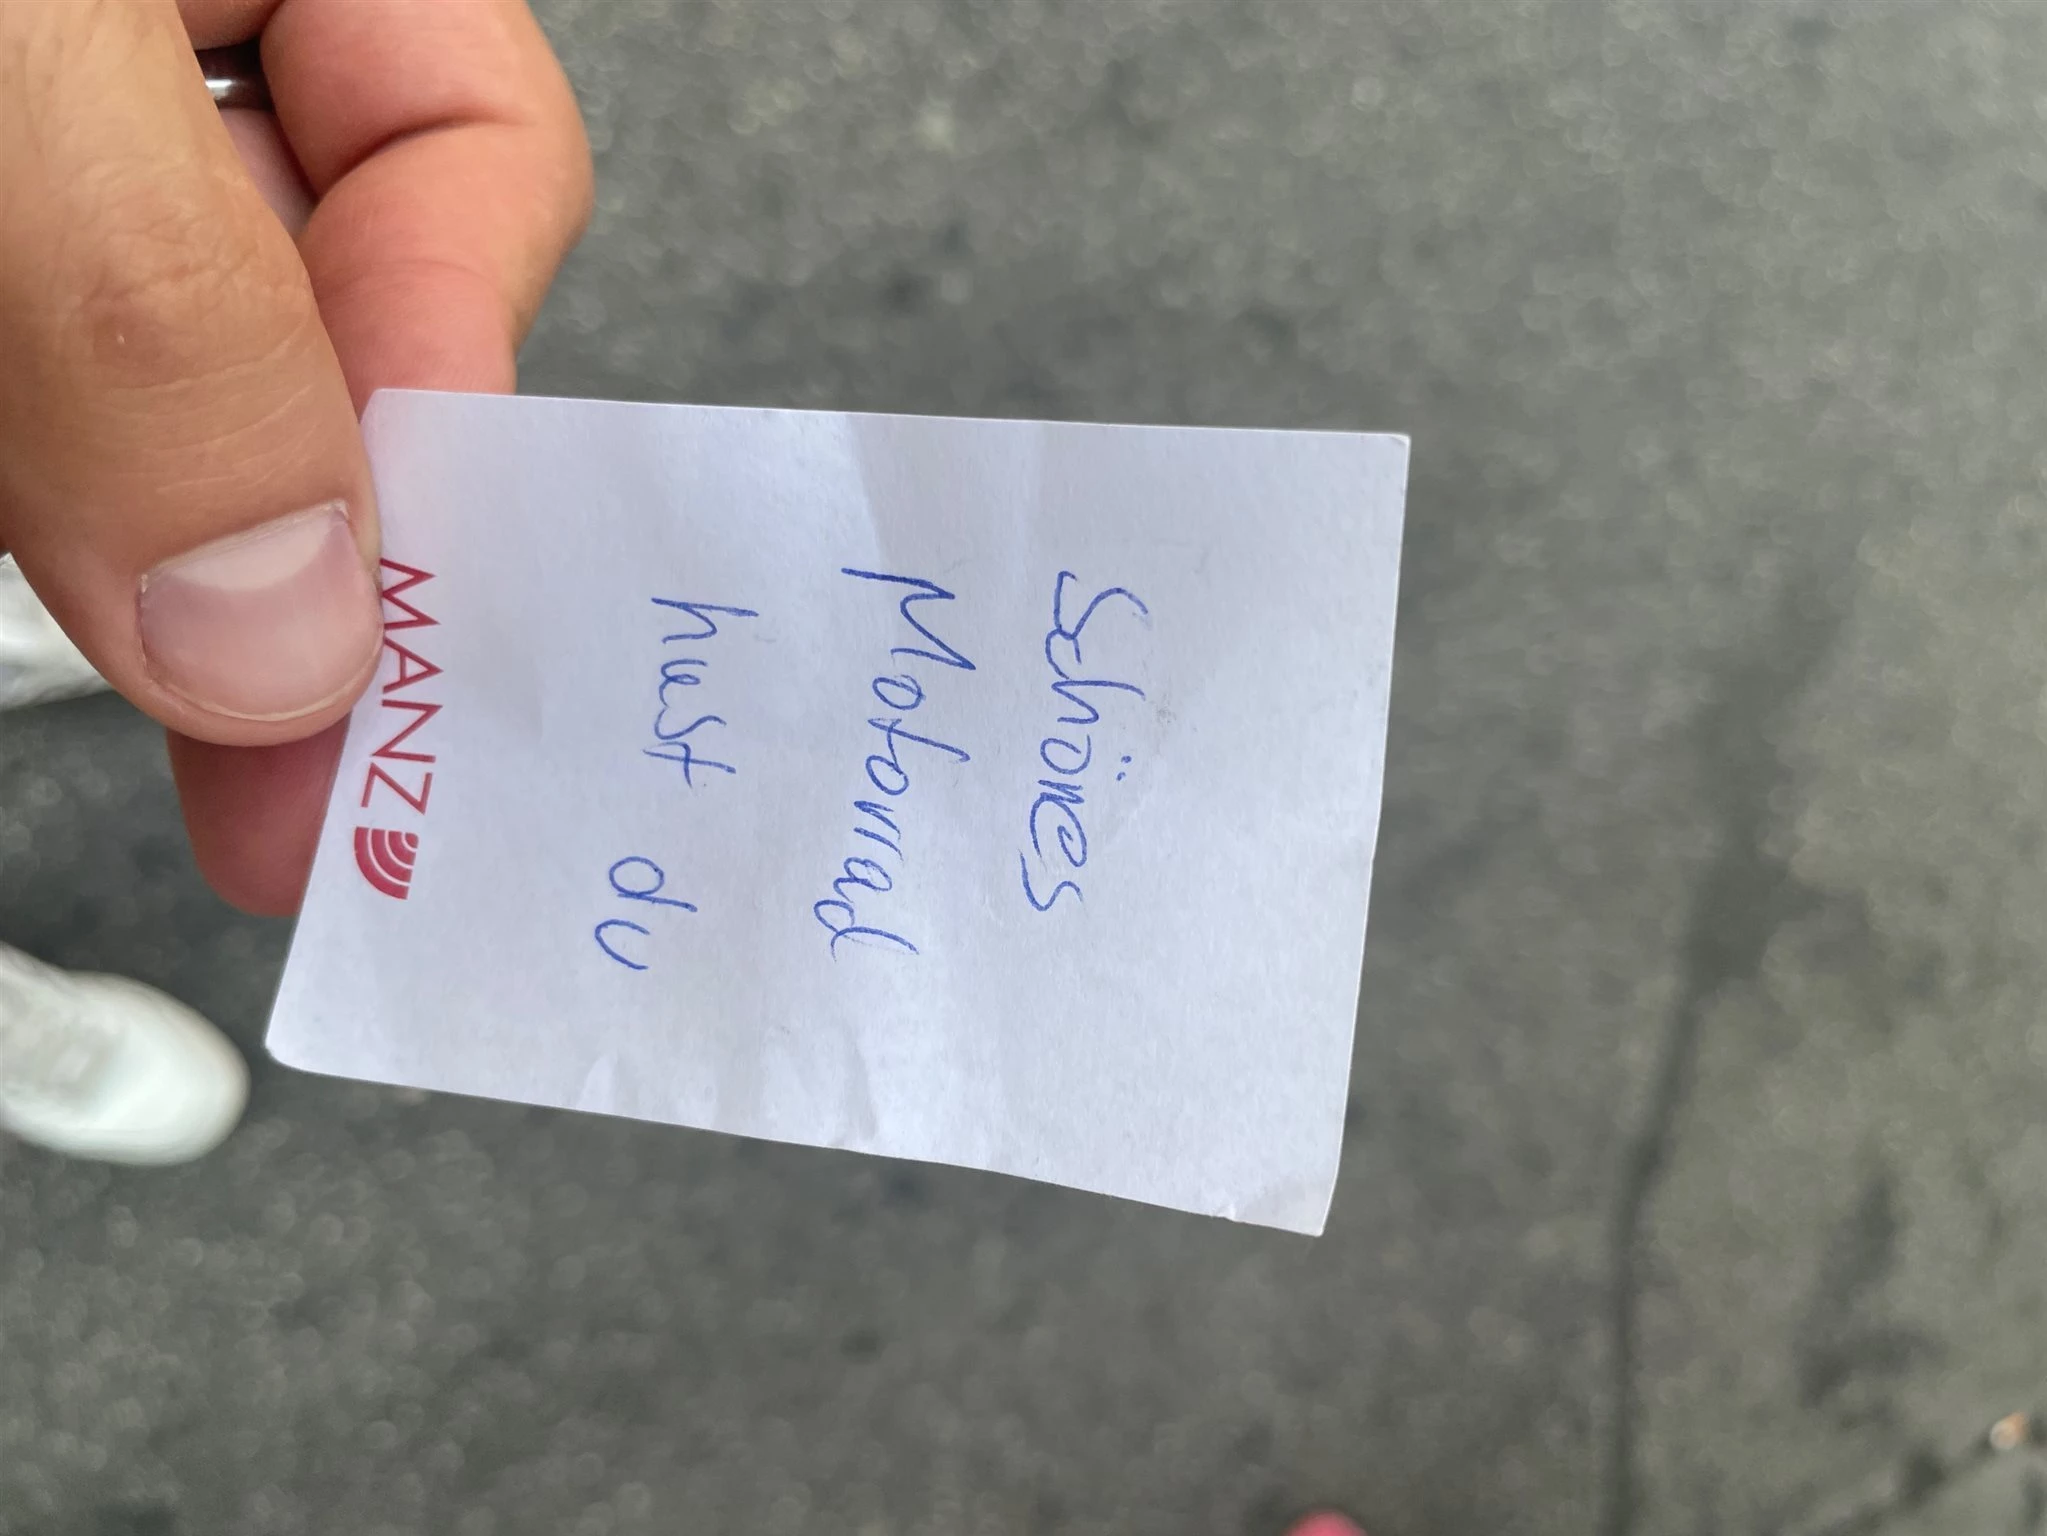 Schönes
Motorrad
hast du
MANZ